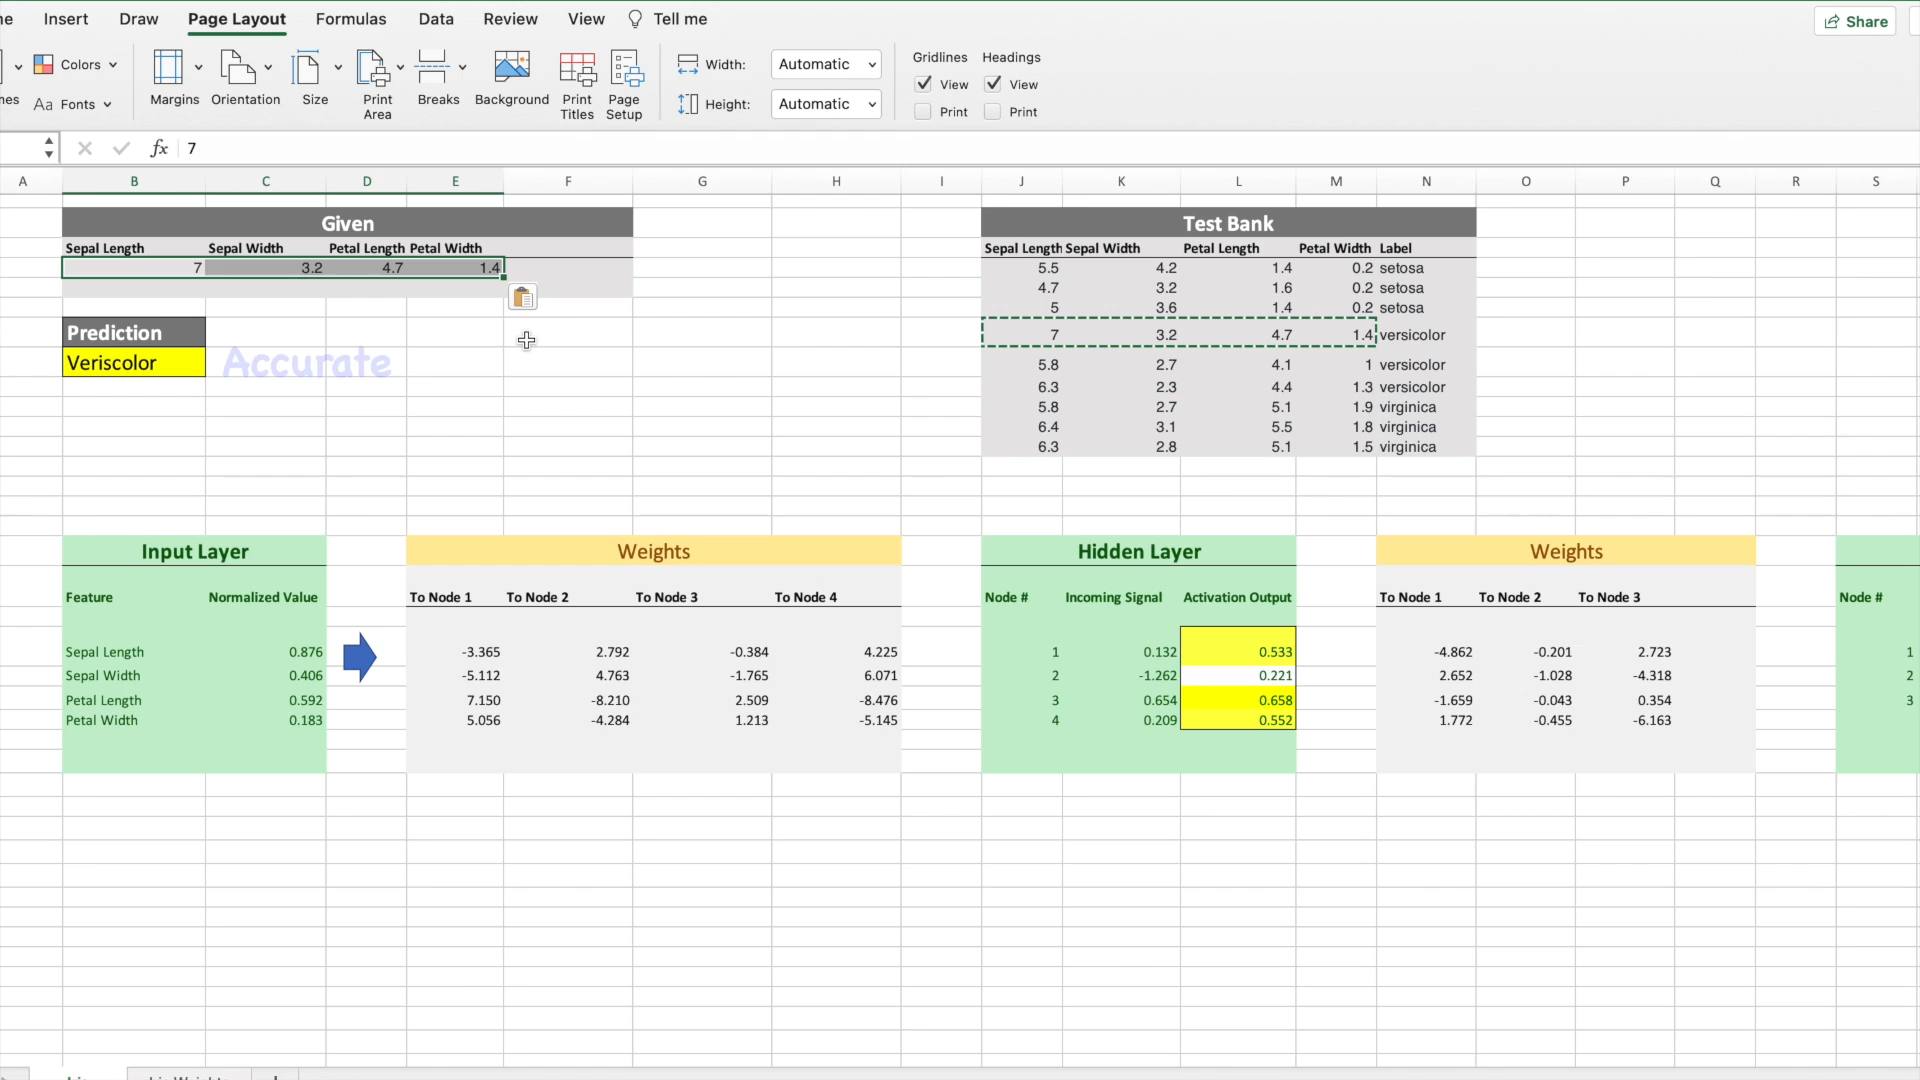 Insert Draw Page Layout Formulas Data Review View Tell me Share
Colors Width: Automatic Gridlines Headings
View View
Fonts Margins Orientation Size Print Area Breaks Background Print Titles Page Setup Height: Automatic
Print Print
fx 7
A B C D E F G H I J K L M N O P Q R S
Given Test Bank
Sepal Length Sepal Width Petal Length Petal Width Sepal Length Sepal Width Petal Length Petal Width Label
7 3.2 4.7 1.4 5.5 4.2 1.4 0.2 setosa
4.7 3.2 1.6 0.2 setosa
5 3.6 1.4 0.2 setosa
Prediction 7 3.2 4.7 1.4 versicolor
Veriscolor Accurate 5.8 2.7 4.1 1 versicolor
6.3 2.3 4.4 1.3 versicolor
5.8 2.7 5.1 1.9 virginica
6.4 3.1 5.5 1.8 virginica
6.3 2.8 5.1 1.5 virginica
Input Layer Weights Hidden Layer Weights
Feature Normalized Value To Node 1 To Node 2 To Node 3 To Node 4 Node # Incoming Signal Activation Output To Node 1 To Node 2 To Node 3 Node #
Sepal Length 0.876 -3.365 2.792 -0.384 4.225 1 0.132 0.533 -4.862 -0.201 2.723 1
Sepal Width 0.406 -5.112 4.763 -1.765 6.071 2 -1.262 0.221 2.652 -1.028 -4.318 2
Petal Length 0.592 7.150 -8.210 2.509 -8.476 3 0.654 0.658 -1.659 -0.043 0.354 3
Petal Width 0.183 5.056 -4.284 1.213 -5.145 4 0.209 0.552 1.772 -0.455 -6.163